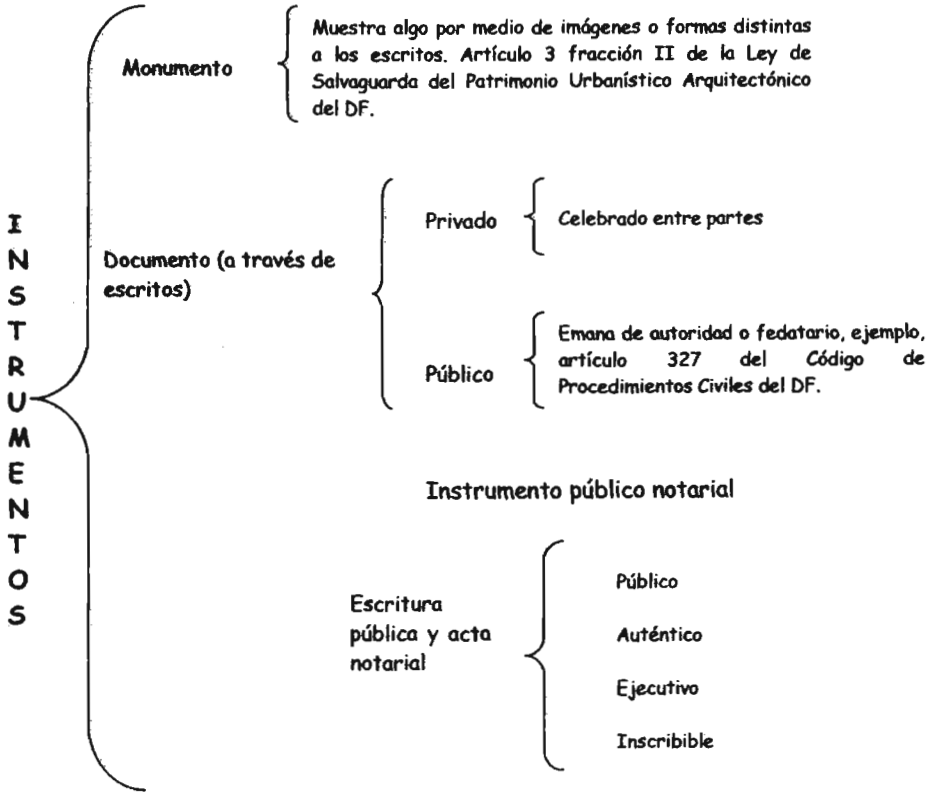 INSTRUMENTOS
Monumento
Muestra algo por medio de imágenes o formas distintas
a los escritos. Artículo 3 fracción II de la Ley de
Salvaguarda del Patrimonio Urbanístico Arquitectónico
del DF.
Documento (a través de
escritos)
Privado
Celebrado entre partes
Público
Emana de autoridad o fedatario, ejemplo,
artículo 327 del Código de
Procedimientos Civiles del DF.
Instrumento público notarial
Escritura
pública y acta
notarial
Público
Auténtico
Ejecutivo
Inscribible